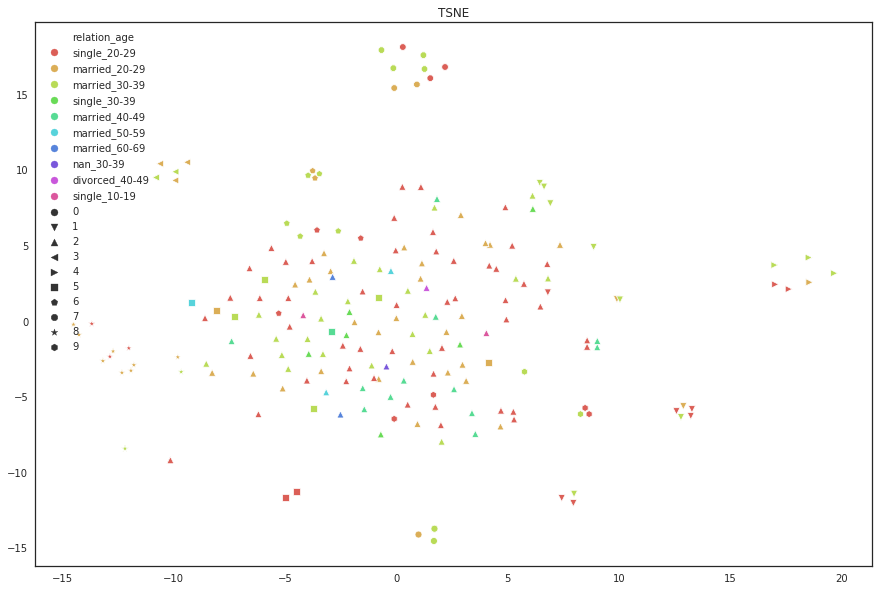 TSNE
relation_age
single_20-29
married_20-29
married_30-39
single_30-39
married_40-49
married_50-59
married_60-69
nan_30-39
divorced_40-49
single_10-19
0
1
2
3
4
5
6
7
8
9
15
10
5
0
−5
−10
−15
−15 −10 −5 0 5 10 15 20